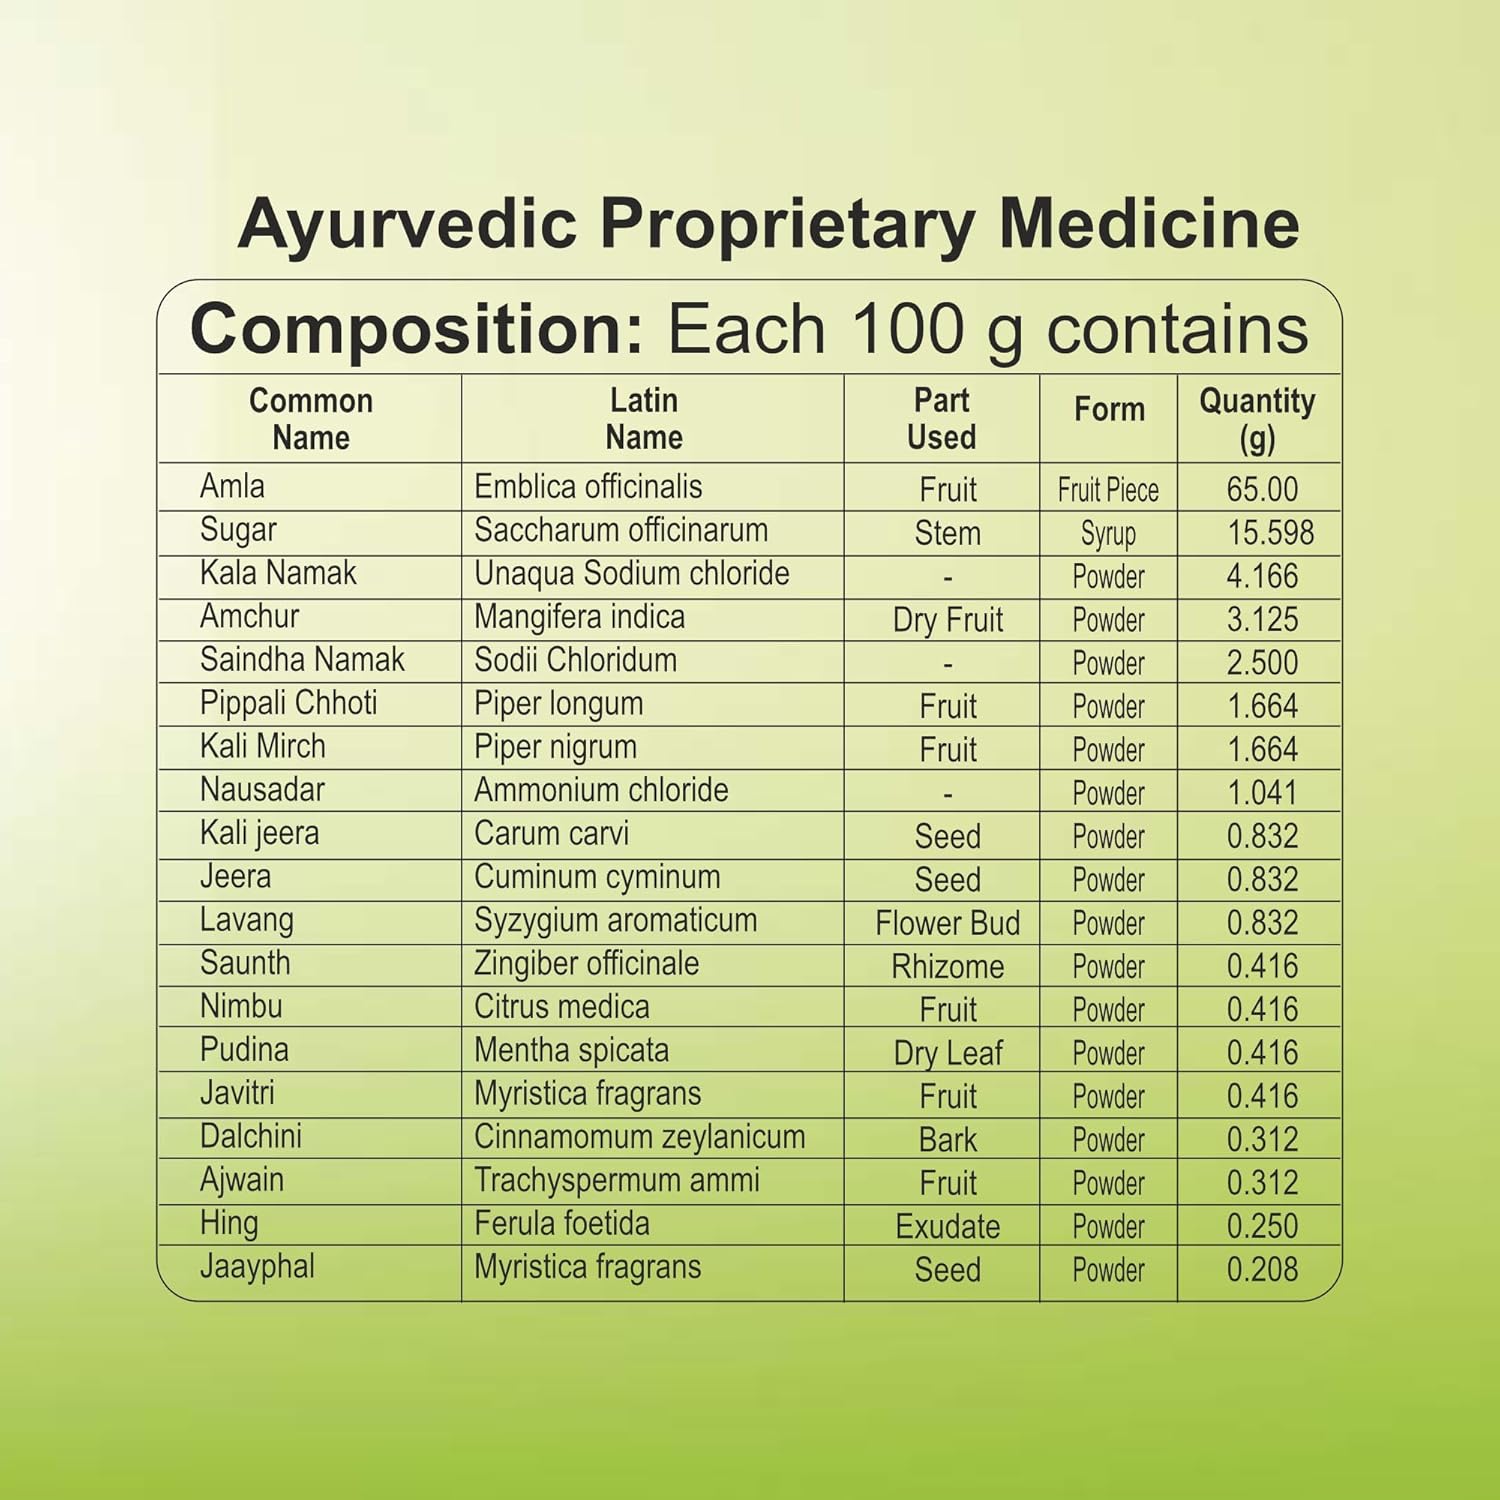 Ayurvedic Proprietary Medicine
Composition: Each 100 g contains
Common Name Latin Name Part Used Form Quantity (g)
Amla Emblica officinalis Fruit Fruit Piece 65.00
Sugar Saccharum officinarum Stem Syrup 15.598
Kala Namak Unaqua Sodium chloride - Powder 4.166
Amchur Mangifera indica Dry Fruit Powder 3.125
Saindha Namak Sodii Chloridum - Powder 2.500
Pippali Chhoti Piper longum Fruit Powder 1.664
Kali Mirch Piper nigrum Fruit Powder 1.664
Nausadar Ammonium chloride - Powder 1.041
Kali jeera Carum carvi Seed Powder 0.832
Jeera Cuminum cyminum Seed Powder 0.832
Lavang Syzygium aromaticum Flower Bud Powder 0.832
Saunth Zingiber officinale Rhizome Powder 0.416
Nimbu Citrus medica Fruit Powder 0.416
Pudina Mentha spicata Dry Leaf Powder 0.416
Javitri Myristica fragrans Fruit Powder 0.416
Dalchini Cinnamomum zeylanicum Bark Powder 0.312
Ajwain Trachyspermum ammi Fruit Powder 0.312
Hing Ferula foetida Exudate Powder 0.250
Jaayphal Myristica fragrans Seed Powder 0.208